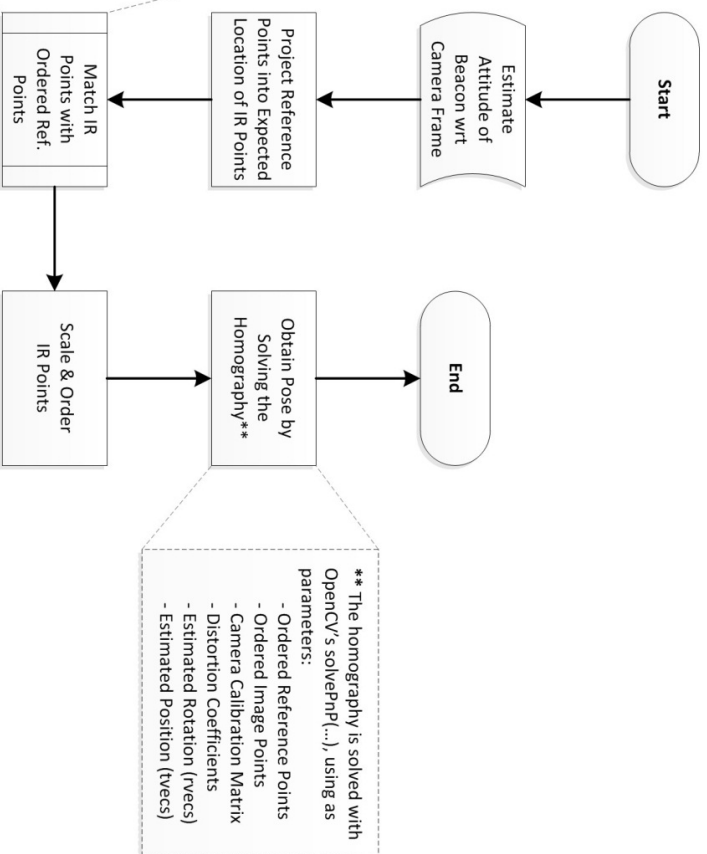 Start
Estimate
Attitude of
Beacon wrt
Camera Frame
Project Reference
Points into Expected
Location of IR Points
Match IR
Points with
Ordered Ref.
Points
Scale & Order
IR Points
Obtain Pose by
Solving the
Homography**
End
** The homography is solved with
OpenCV's solvePnP(...), using as
parameters:
- Ordered Reference Points
- Ordered Image Points
- Camera Calibration Matrix
- Distortion Coefficients
- Estimated Rotation (rvecs)
- Estimated Position (tvecs)